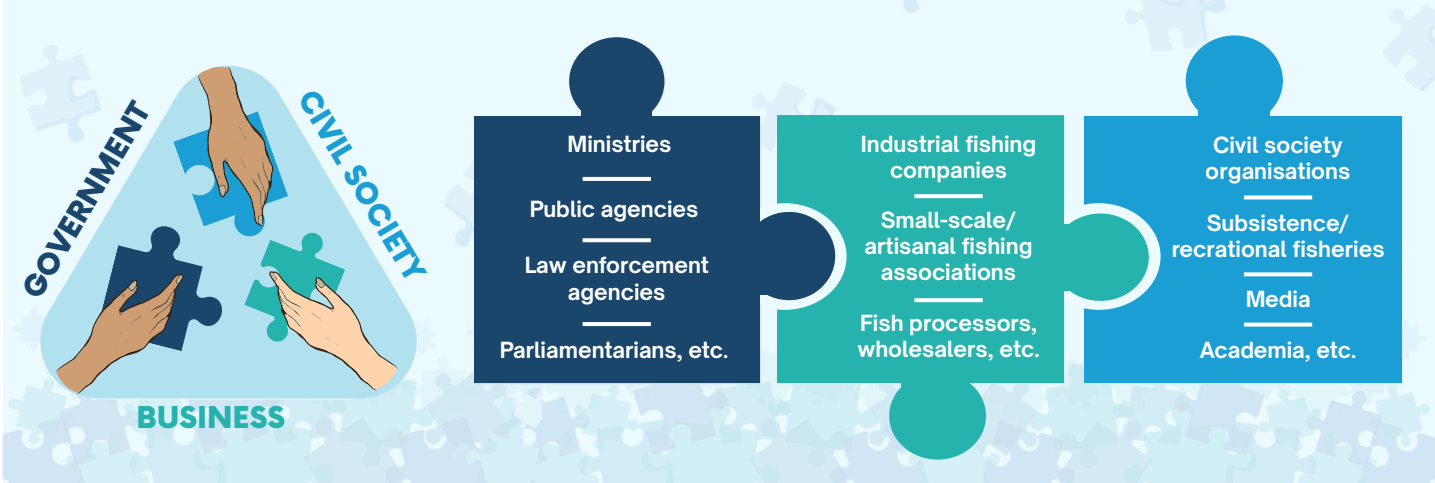 GOVERNMENT
CIVIL SOCIETY
BUSINESS
Ministries
Public agencies
Law enforcement
agencies
Parliamentarians, etc.
Industrial fishing
companies
Small-scale/
artisanal fishing
associations
Fish processors,
wholesalers, etc.
Civil society
organisations
Subsistence/
recrational fisheries
Media
Academia, etc.